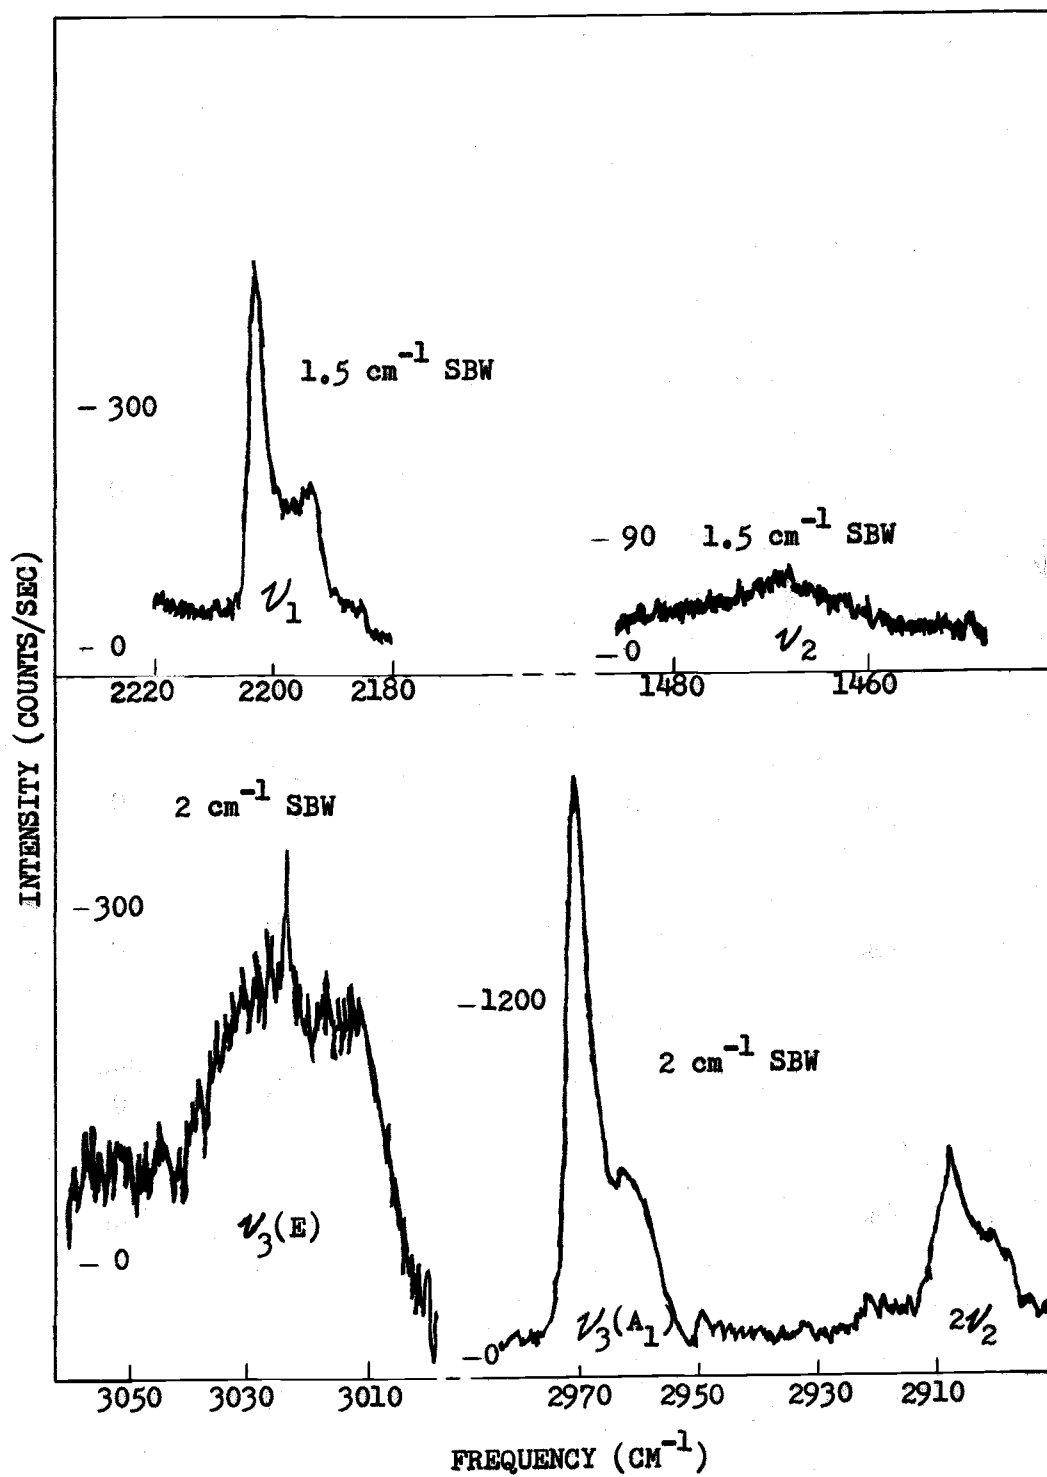 1.5 cm⁻¹ SBW
- 300
ν₁
- 0
2220 2200 2180
- 90 1.5 cm⁻¹ SBW
ν₂
- 0
1480 1460
INTENSITY (COUNTS/SEC)
2 cm⁻¹ SBW
- 300
ν₃(E)
- 0
3050 3030 3010
- 1200
2 cm⁻¹ SBW
ν₃(A₁)
2ν₂
- 0
2970 2950 2930 2910
FREQUENCY (CM⁻¹)